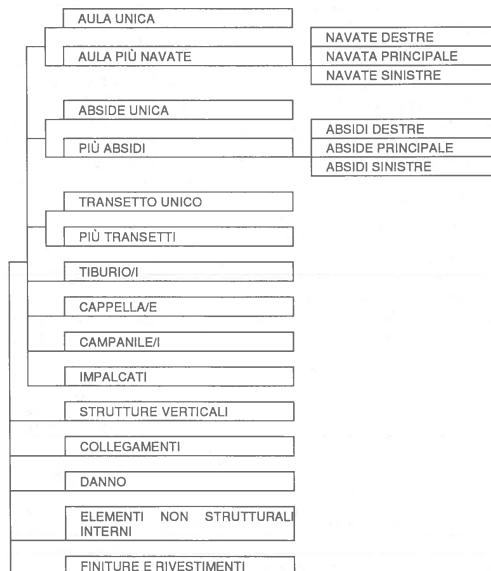 AULA UNICA
AULA PIÙ NAVATE
NAVATE DESTRE
NAVATA PRINCIPALE
NAVATE SINISTRE
ABSIDE UNICA
PIÙ ABSIDI
ABSIDI DESTRE
ABSIDE PRINCIPALE
ABSIDI SINISTRE
TRANSETTO UNICO
PIÙ TRANSETTI
TIBURIO/I
CAPPELLA/E
CAMPANILE/I
IMPALCATI
STRUTTURE VERTICALI
COLLEGAMENTI
DANNO
ELEMENTI NON STRUTTURALI
INTERNI
FINITURE E RIVESTIMENTI